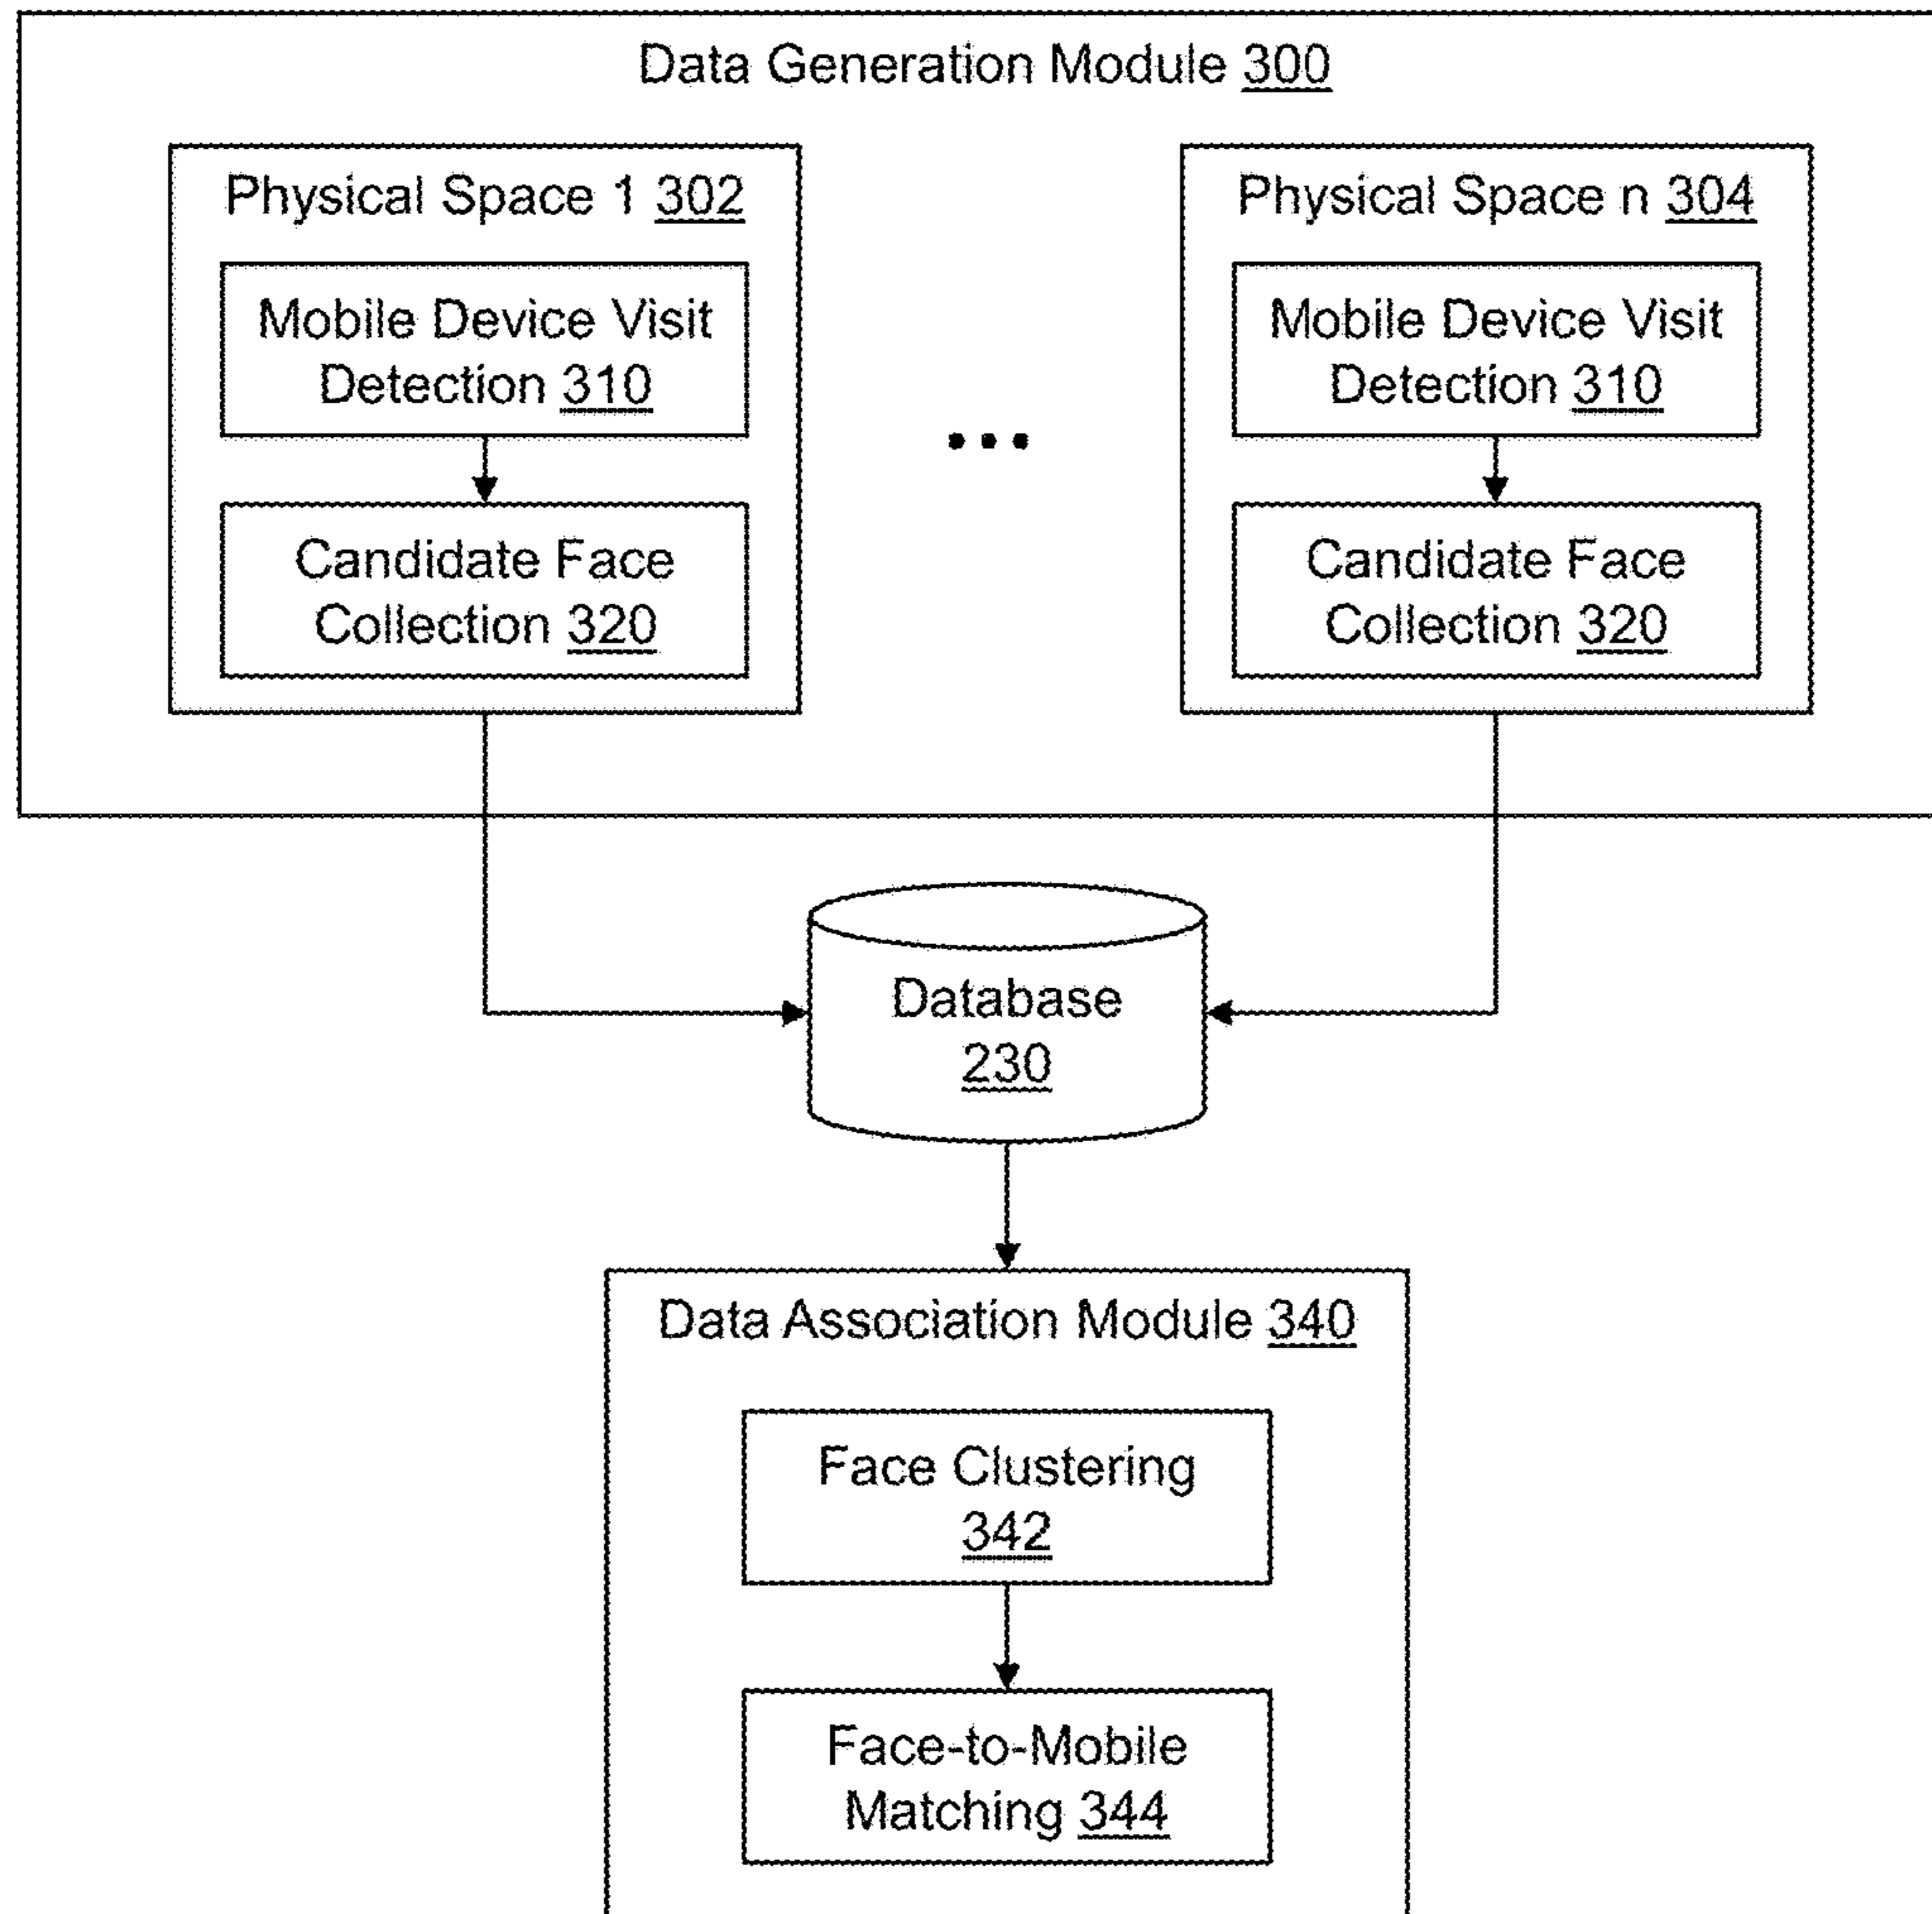 Data Generation Module 300
Physical Space 1 302
Mobile Device Visit
Detection 310
Candidate Face
Collection 320
...
Physical Space n 304
Mobile Device Visit
Detection 310
Candidate Face
Collection 320
Database
230
Data Association Module 340
Face Clustering
342
Face-to-Mobile
Matching 344